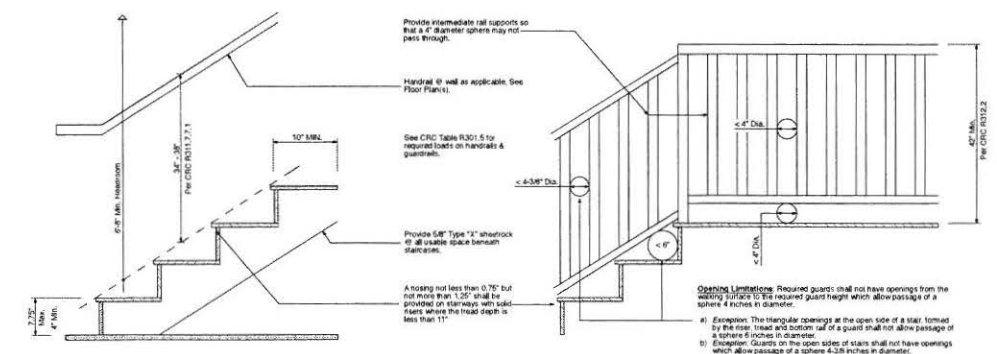 Provide intermediate rail supports so
that a 4" diameter sphere may not
pass through.
Handrail @ wall as applicable. See
Floor Plan(s).
See CRC Table R301.5 for
required loads on handrails &
guardrails.
Provide 5/8" Type "X" sheetrock
@ all usable space beneath
staircases.
A nosing not less than 0.75" but
not more than 1.25" shall be
provided on stairways with solid
risers where the tread depth is
less than 11"
6'-8" Min. Headroom
34" - 38"
Per CRC R311.7.7.1
10" MIN.
7.75"
Max.
4" Min.
< 4-3/8" Dia.
< 4" Dia.
< 6"
< 4" Dia.
42" Min.
Per CRC R312.2
Opening Limitations: Required guards shall not have openings from the
walking surface to the required guard height which allow passage of a
sphere 4 inches in diameter.
a) Exception: The triangular openings at the open side of a stair, formed
by the riser, tread and bottom rail of a guard shall not allow passage of
a sphere 6 inches in diameter.
b) Exception: Guards on the open sides of stairs shall not have openings
which allow passage of a sphere 4-3/8 inches in diameter.